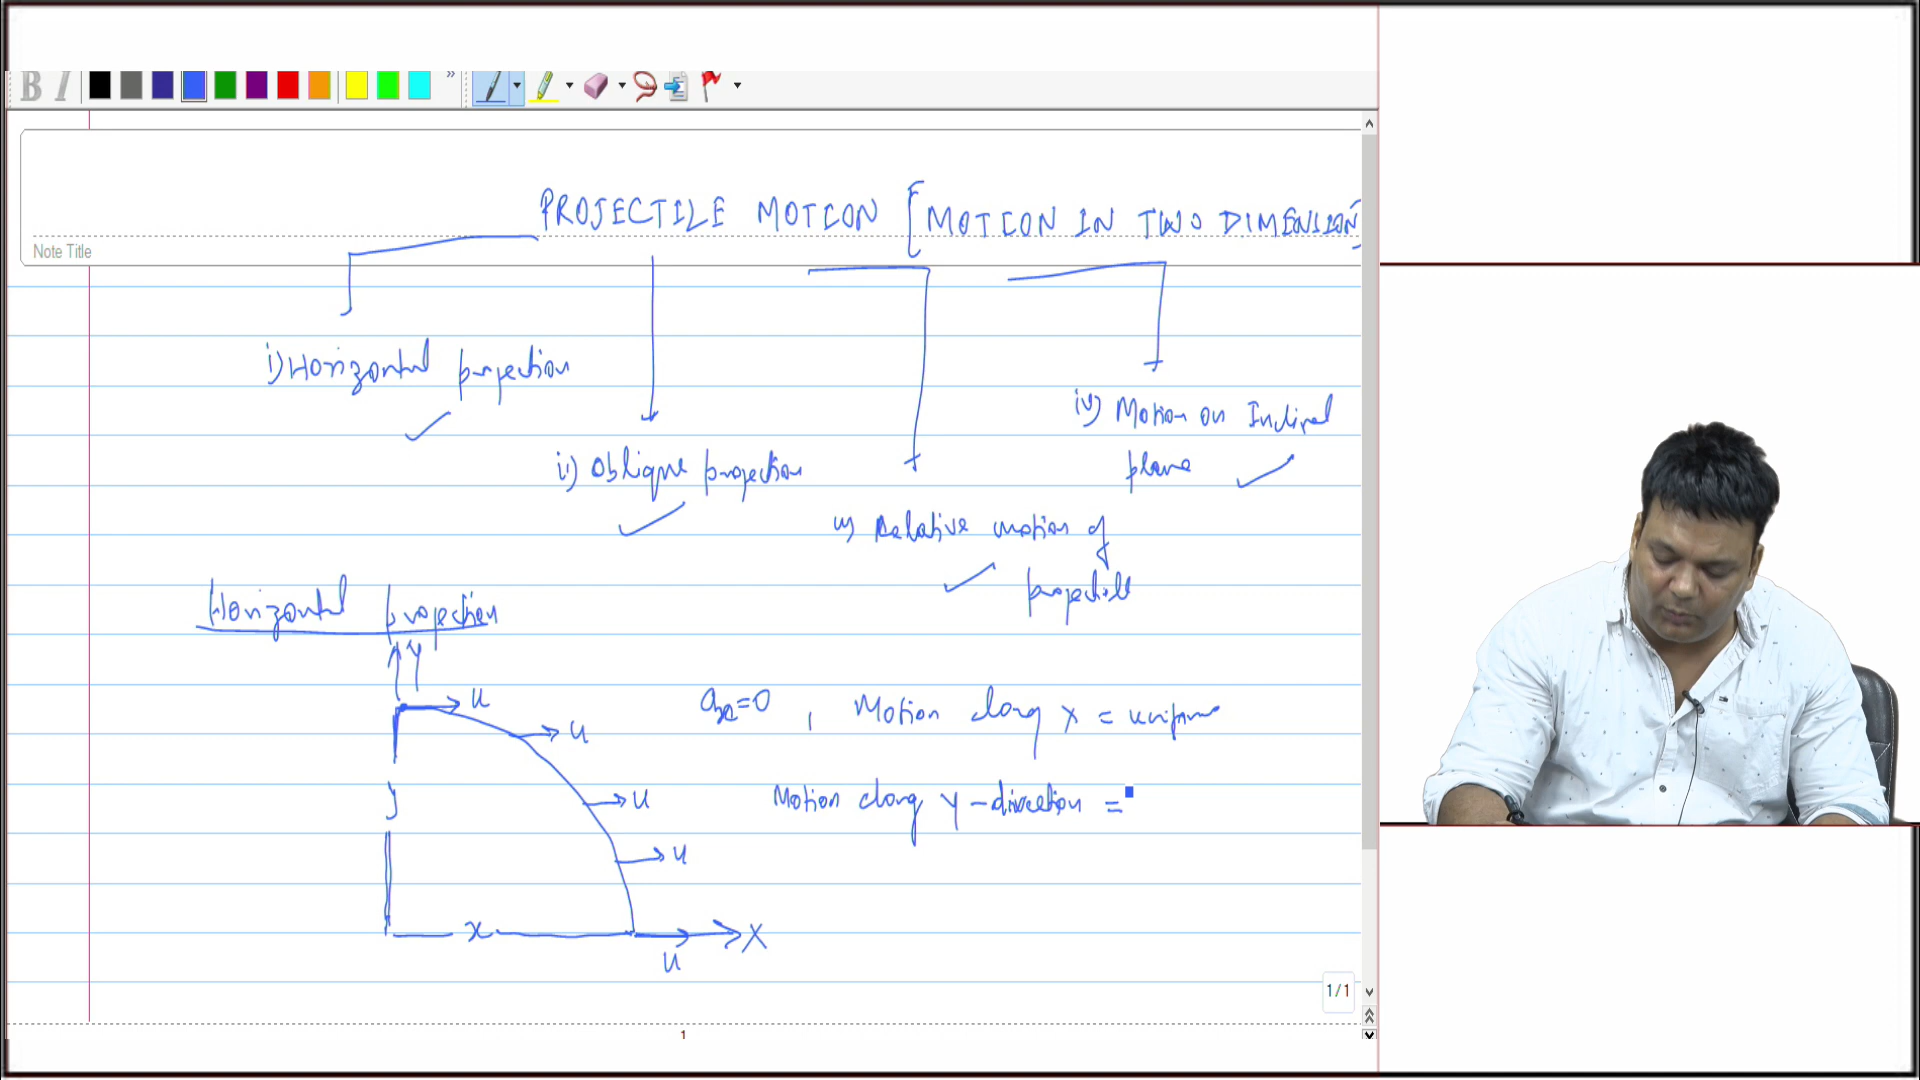 B I
PROJECTILE MOTION [MOTION IN TWO DIMENSION]
Note Title
i) Horizontal projection
iv) Motion on Inclined
plane
ii) Oblique projection
Relative motion of
projectile
Horizontal projection
Y
u
aₓ=0 , Motion along x = uniform
u
y
u
Motion along y-direction =
u
x
X
u
1/1
1